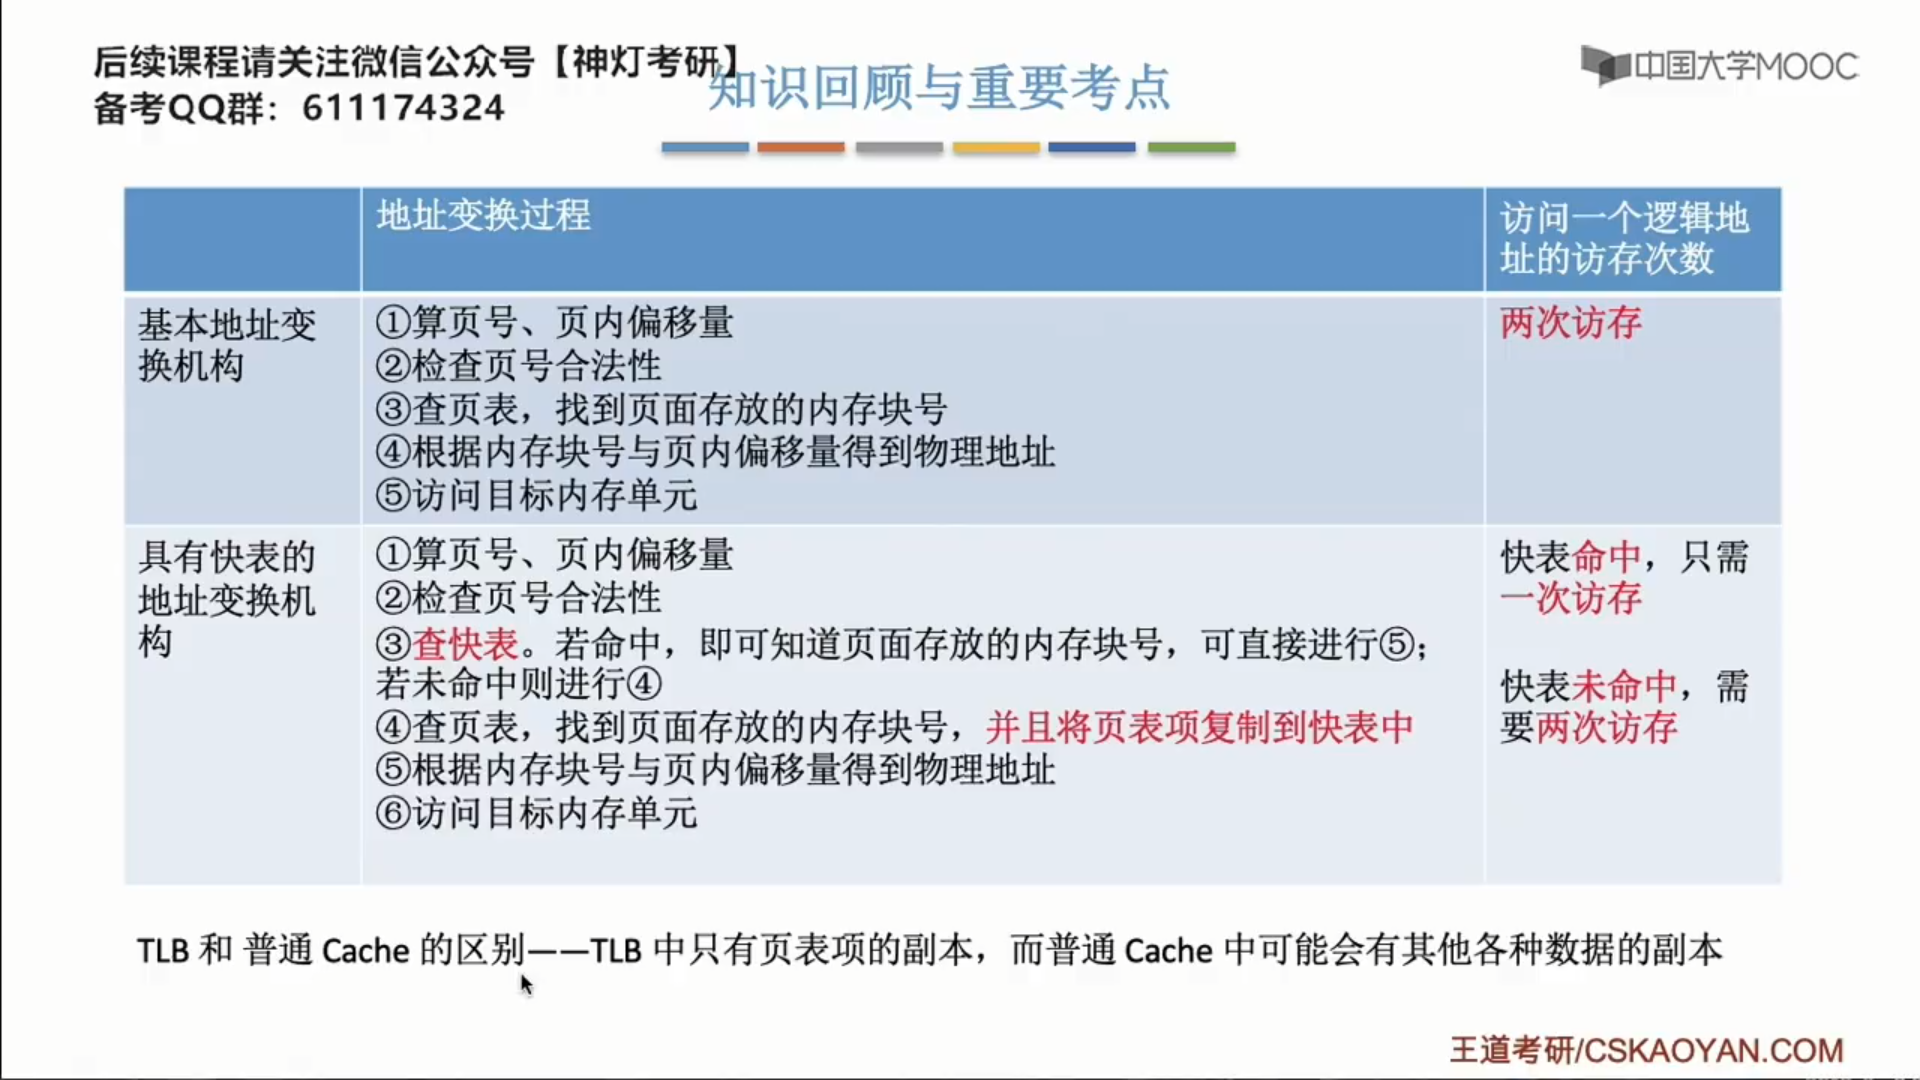 后续课程请关注微信公众号【神灯考研】
备考QQ群：611174324
知识回顾与重要考点
中国大学MOOC
地址变换过程
访问一个逻辑地
址的访存次数
基本地址变
换机构
①算页号、页内偏移量
②检查页号合法性
③查页表，找到页面存放的内存块号
④根据内存块号与页内偏移量得到物理地址
⑤访问目标内存单元
两次访存
具有快表的
地址变换机
构
①算页号、页内偏移量
②检查页号合法性
③查快表。若命中，即可知道页面存放的内存块号，可直接进行⑤；
若未命中则进行④
④查页表，找到页面存放的内存块号，并且将页表项复制到快表中
⑤根据内存块号与页内偏移量得到物理地址
⑥访问目标内存单元
快表命中，只需
一次访存
快表未命中，需
要两次访存
TLB 和 普通 Cache 的区别——TLB 中只有页表项的副本，而普通 Cache 中可能会有其他各种数据的副本
王道考研/CSKAOYAN.COM